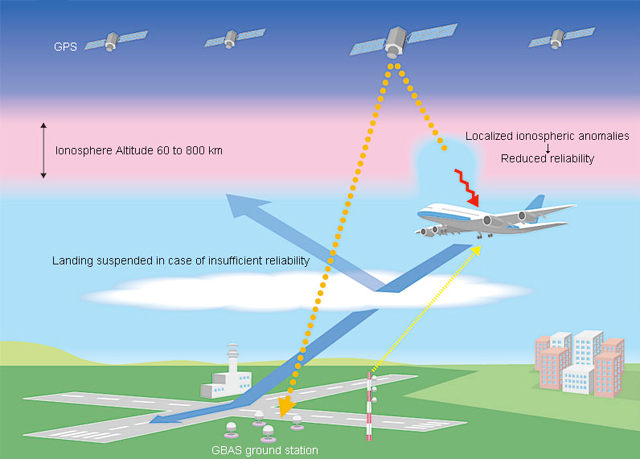 GPS
Localized ionospheric anomalies
Reduced reliability
Ionosphere Altitude 60 to 800 km
Landing suspended in case of insufficient reliability
GBAS ground station